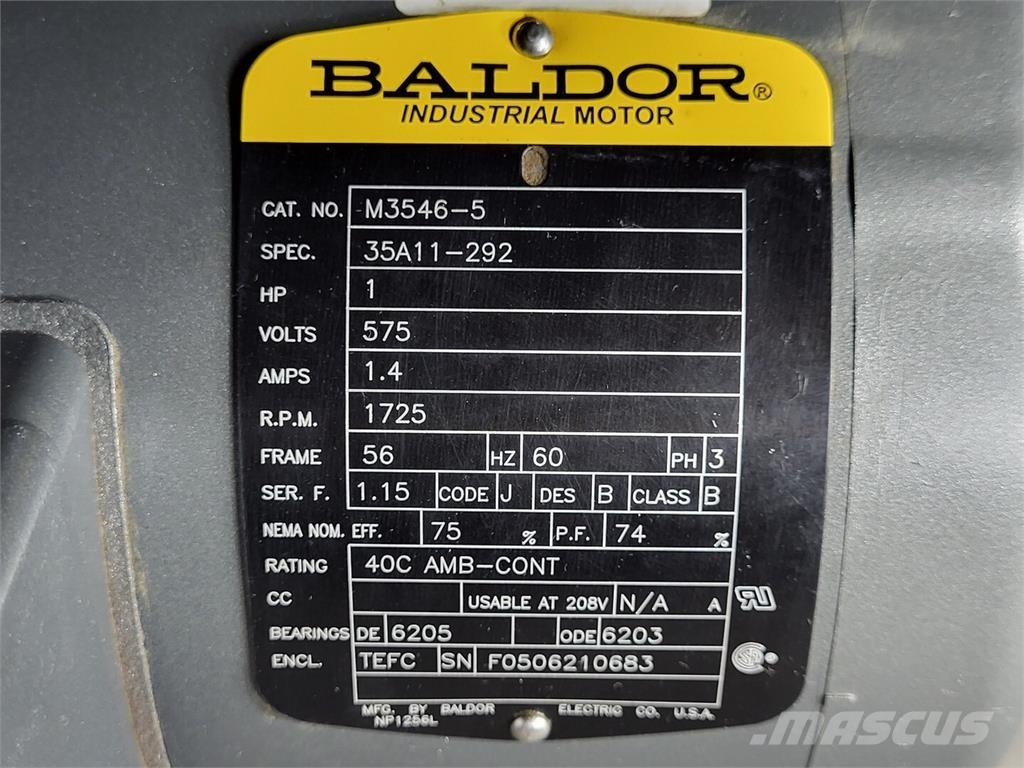 BALDOR®
INDUSTRIAL MOTOR
CAT. NO. M3546-5
SPEC. 35A11-292
HP 1
VOLTS 575
AMPS 1.4
R.P.M. 1725
FRAME 56 HZ 60 PH 3
SER. F. 1.15 CODE J DES B CLASS B
NEMA NOM. EFF. 75 % P.F. 74 %
RATING 40C AMB-CONT
CC USABLE AT 208V N/A A
BEARINGS DE 6205 ODE 6203
ENCL. TEFC SN F0506210683
MFG. BY BALDOR ELECTRIC CO. U.S.A.
NP1256L
MASCUS